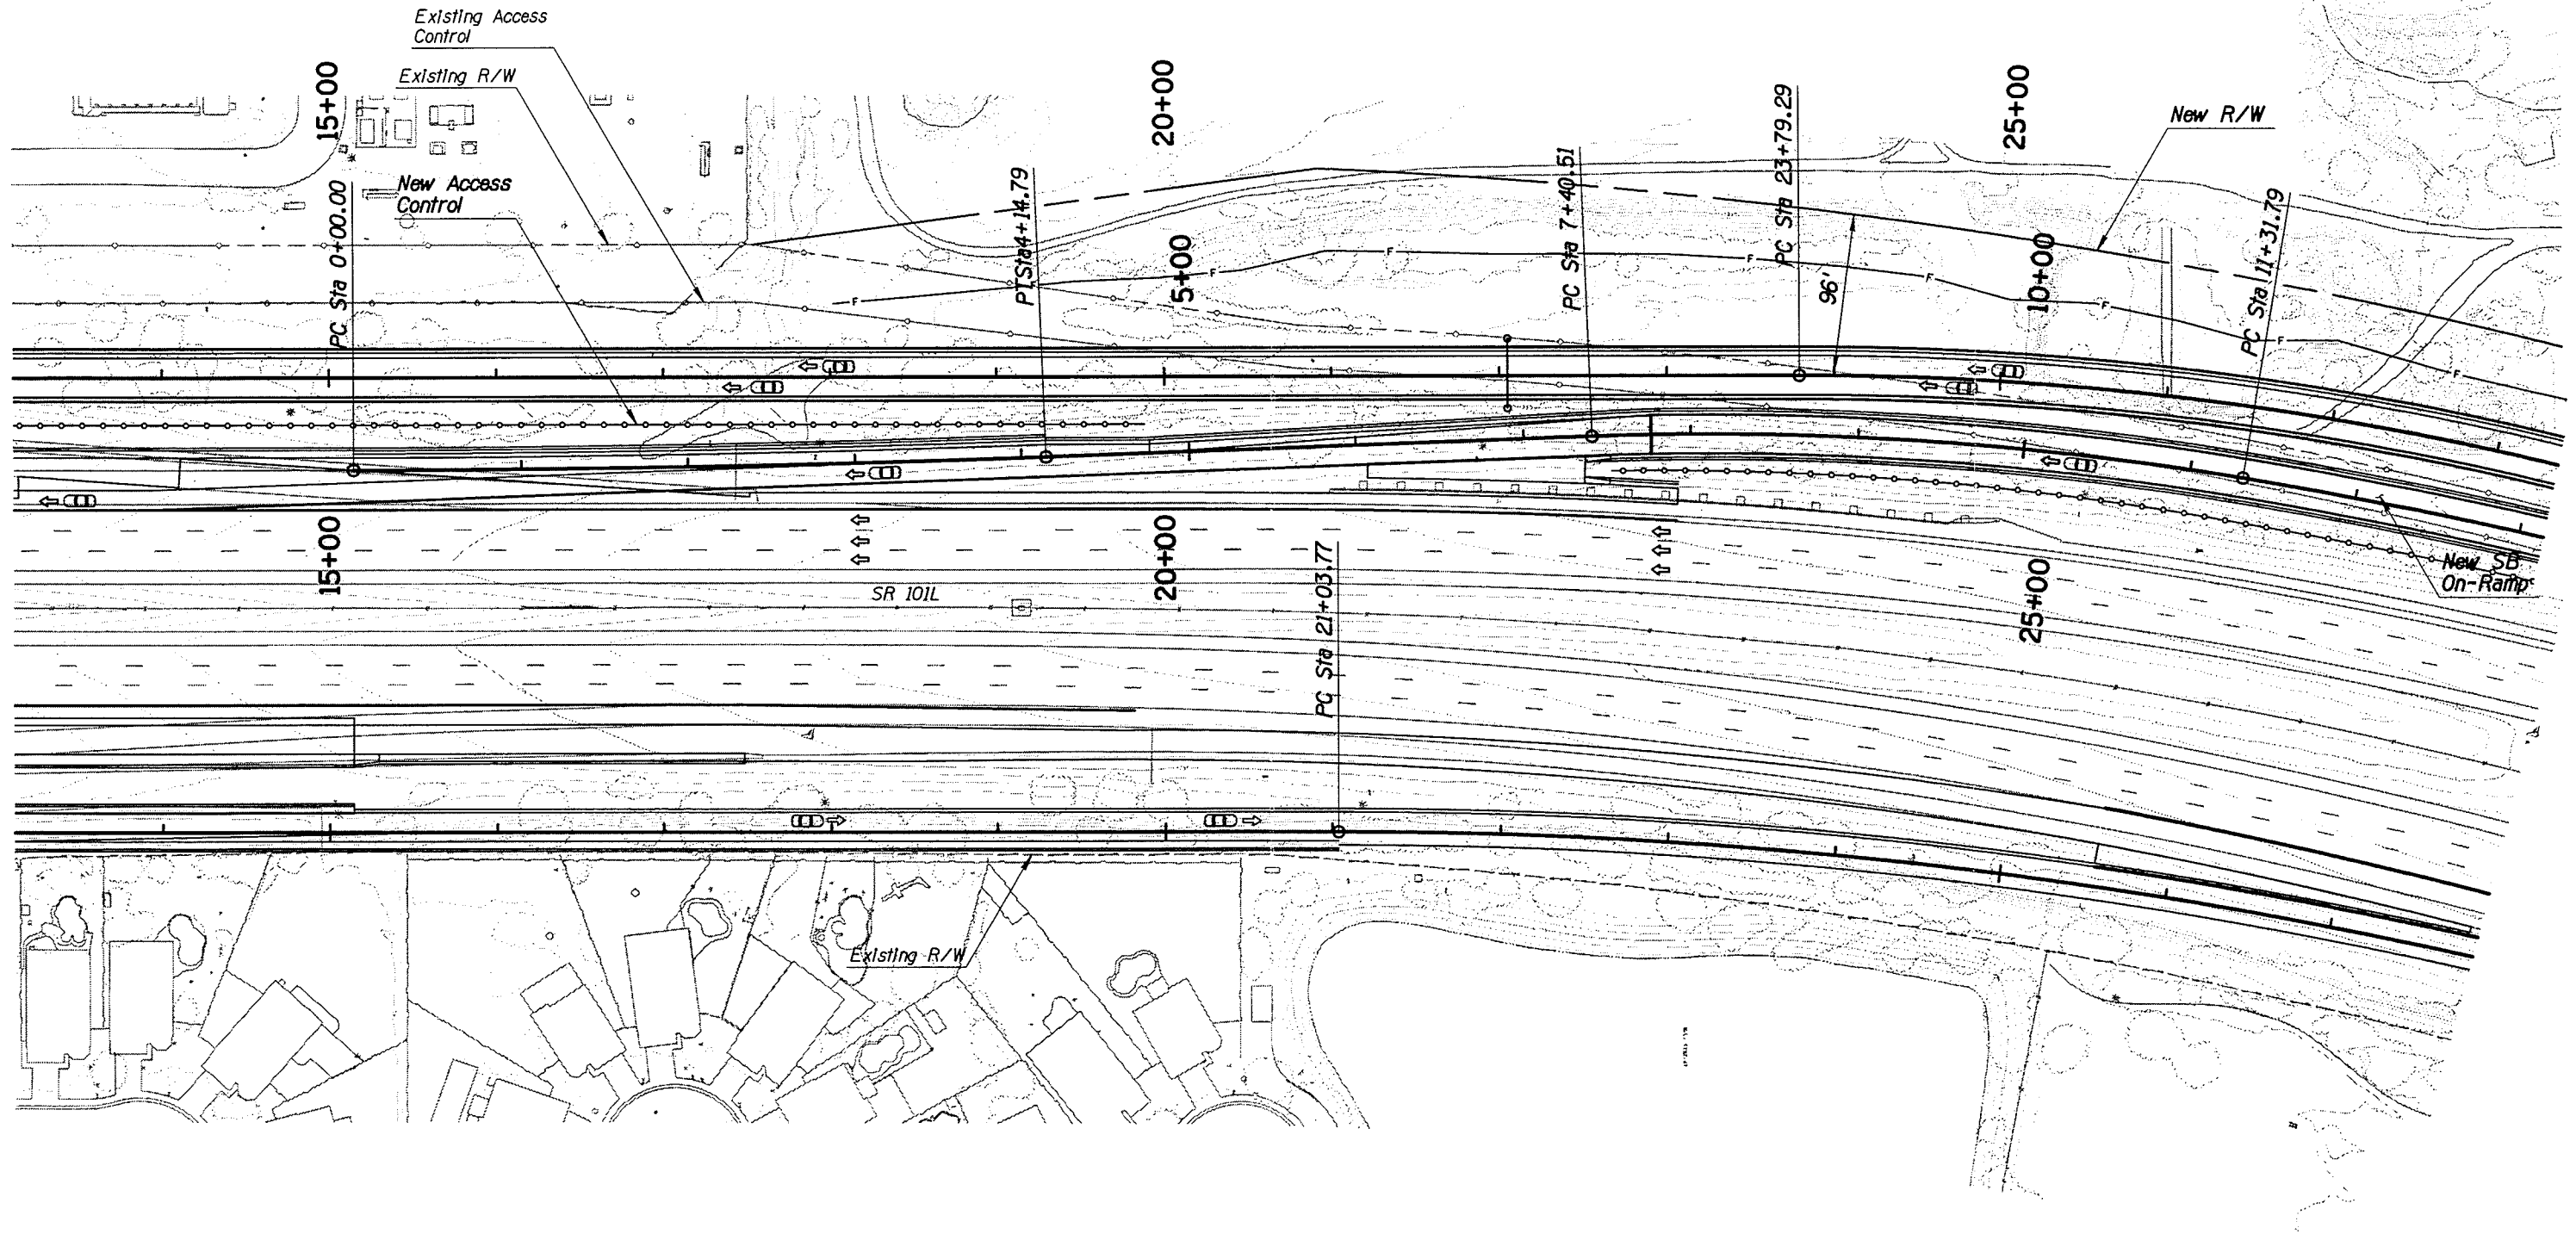 Existing Access
Control
Existing R/W
15+00
20+00
25+00
New R/W
PC Sta 0+00.00
New Access
Control
PTSta4+14.79
5+00
PC Sta 7+40.51
PC Sta 23+79.29
96'
10+00
PC Sta 11+31.79
15+00
20+00
SR 101L
PC Sta 21+03.77
25+00
New SB
On-Ramp
Existing R/W